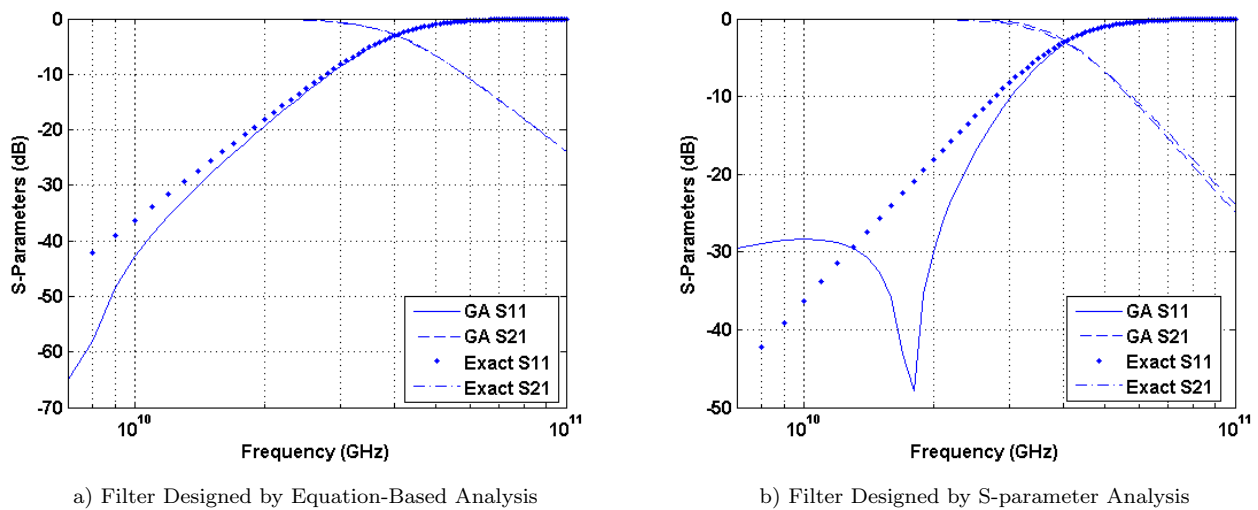 0
-10
-20
-30
-40
-50
-60
-70
S-Parameters (dB)
10^10
10^11
Frequency (GHz)
GA S11
GA S21
Exact S11
Exact S21
a) Filter Designed by Equation-Based Analysis
0
-10
-20
-30
-40
-50
S-Parameters (dB)
10^10
10^11
Frequency (GHz)
GA S11
GA S21
Exact S11
Exact S21
b) Filter Designed by S-parameter Analysis